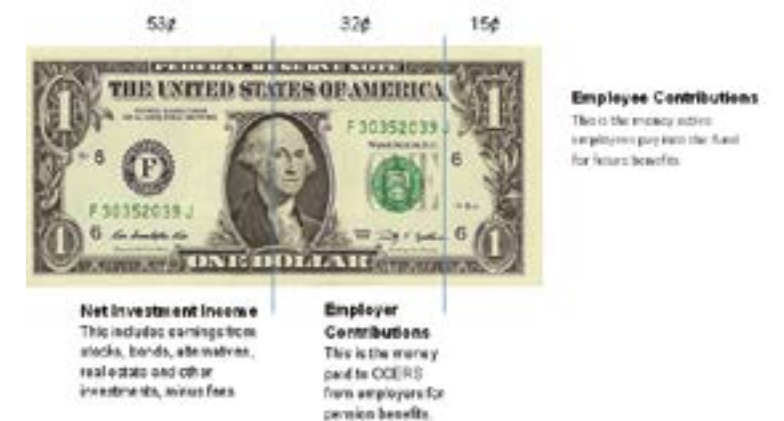 53¢ 32¢ 15¢
FEDERAL RESERVE NOTE
THE UNITED STATES OF AMERICA
F 30352039 J
WASHINGTON, D.C.
6 6
F
F 30352039 J
6 6
1 1 1 1
ONE DOLLAR
Employee Contributions
This is the money active
employees pay into the fund
for future benefits
Net Investment Income
This includes earnings from
stocks, bonds, alternatives,
real estate and other
investments, minus fees
Employer
Contributions
This is the money
paid to OCERS
from employers for
pension benefits.